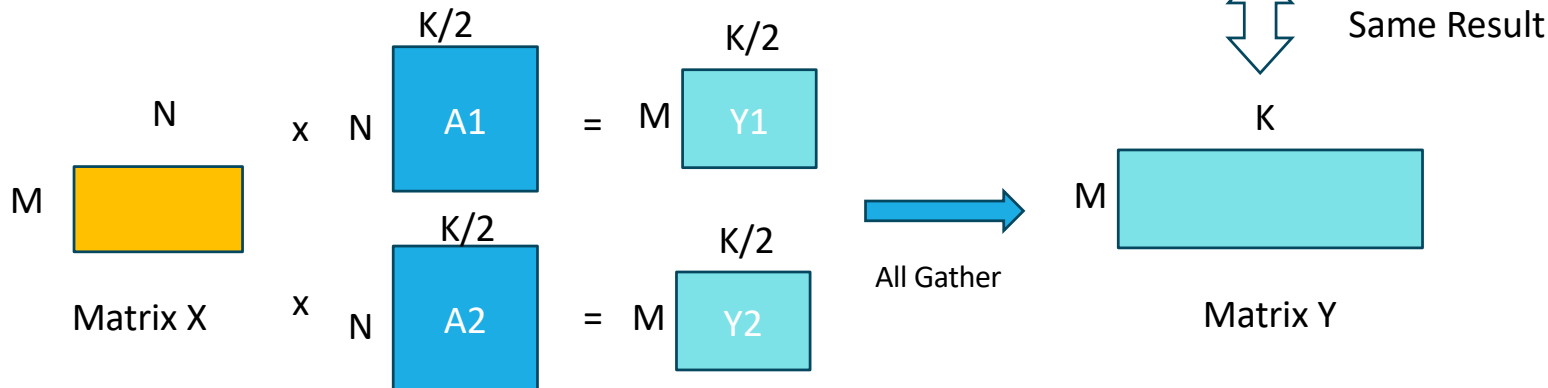 K/2
K/2
Same Result
N
x
N
A1
=
M
Y1
K
M
M
K/2
K/2
All Gather
Matrix X
x
N
A2
=
M
Y2
Matrix Y